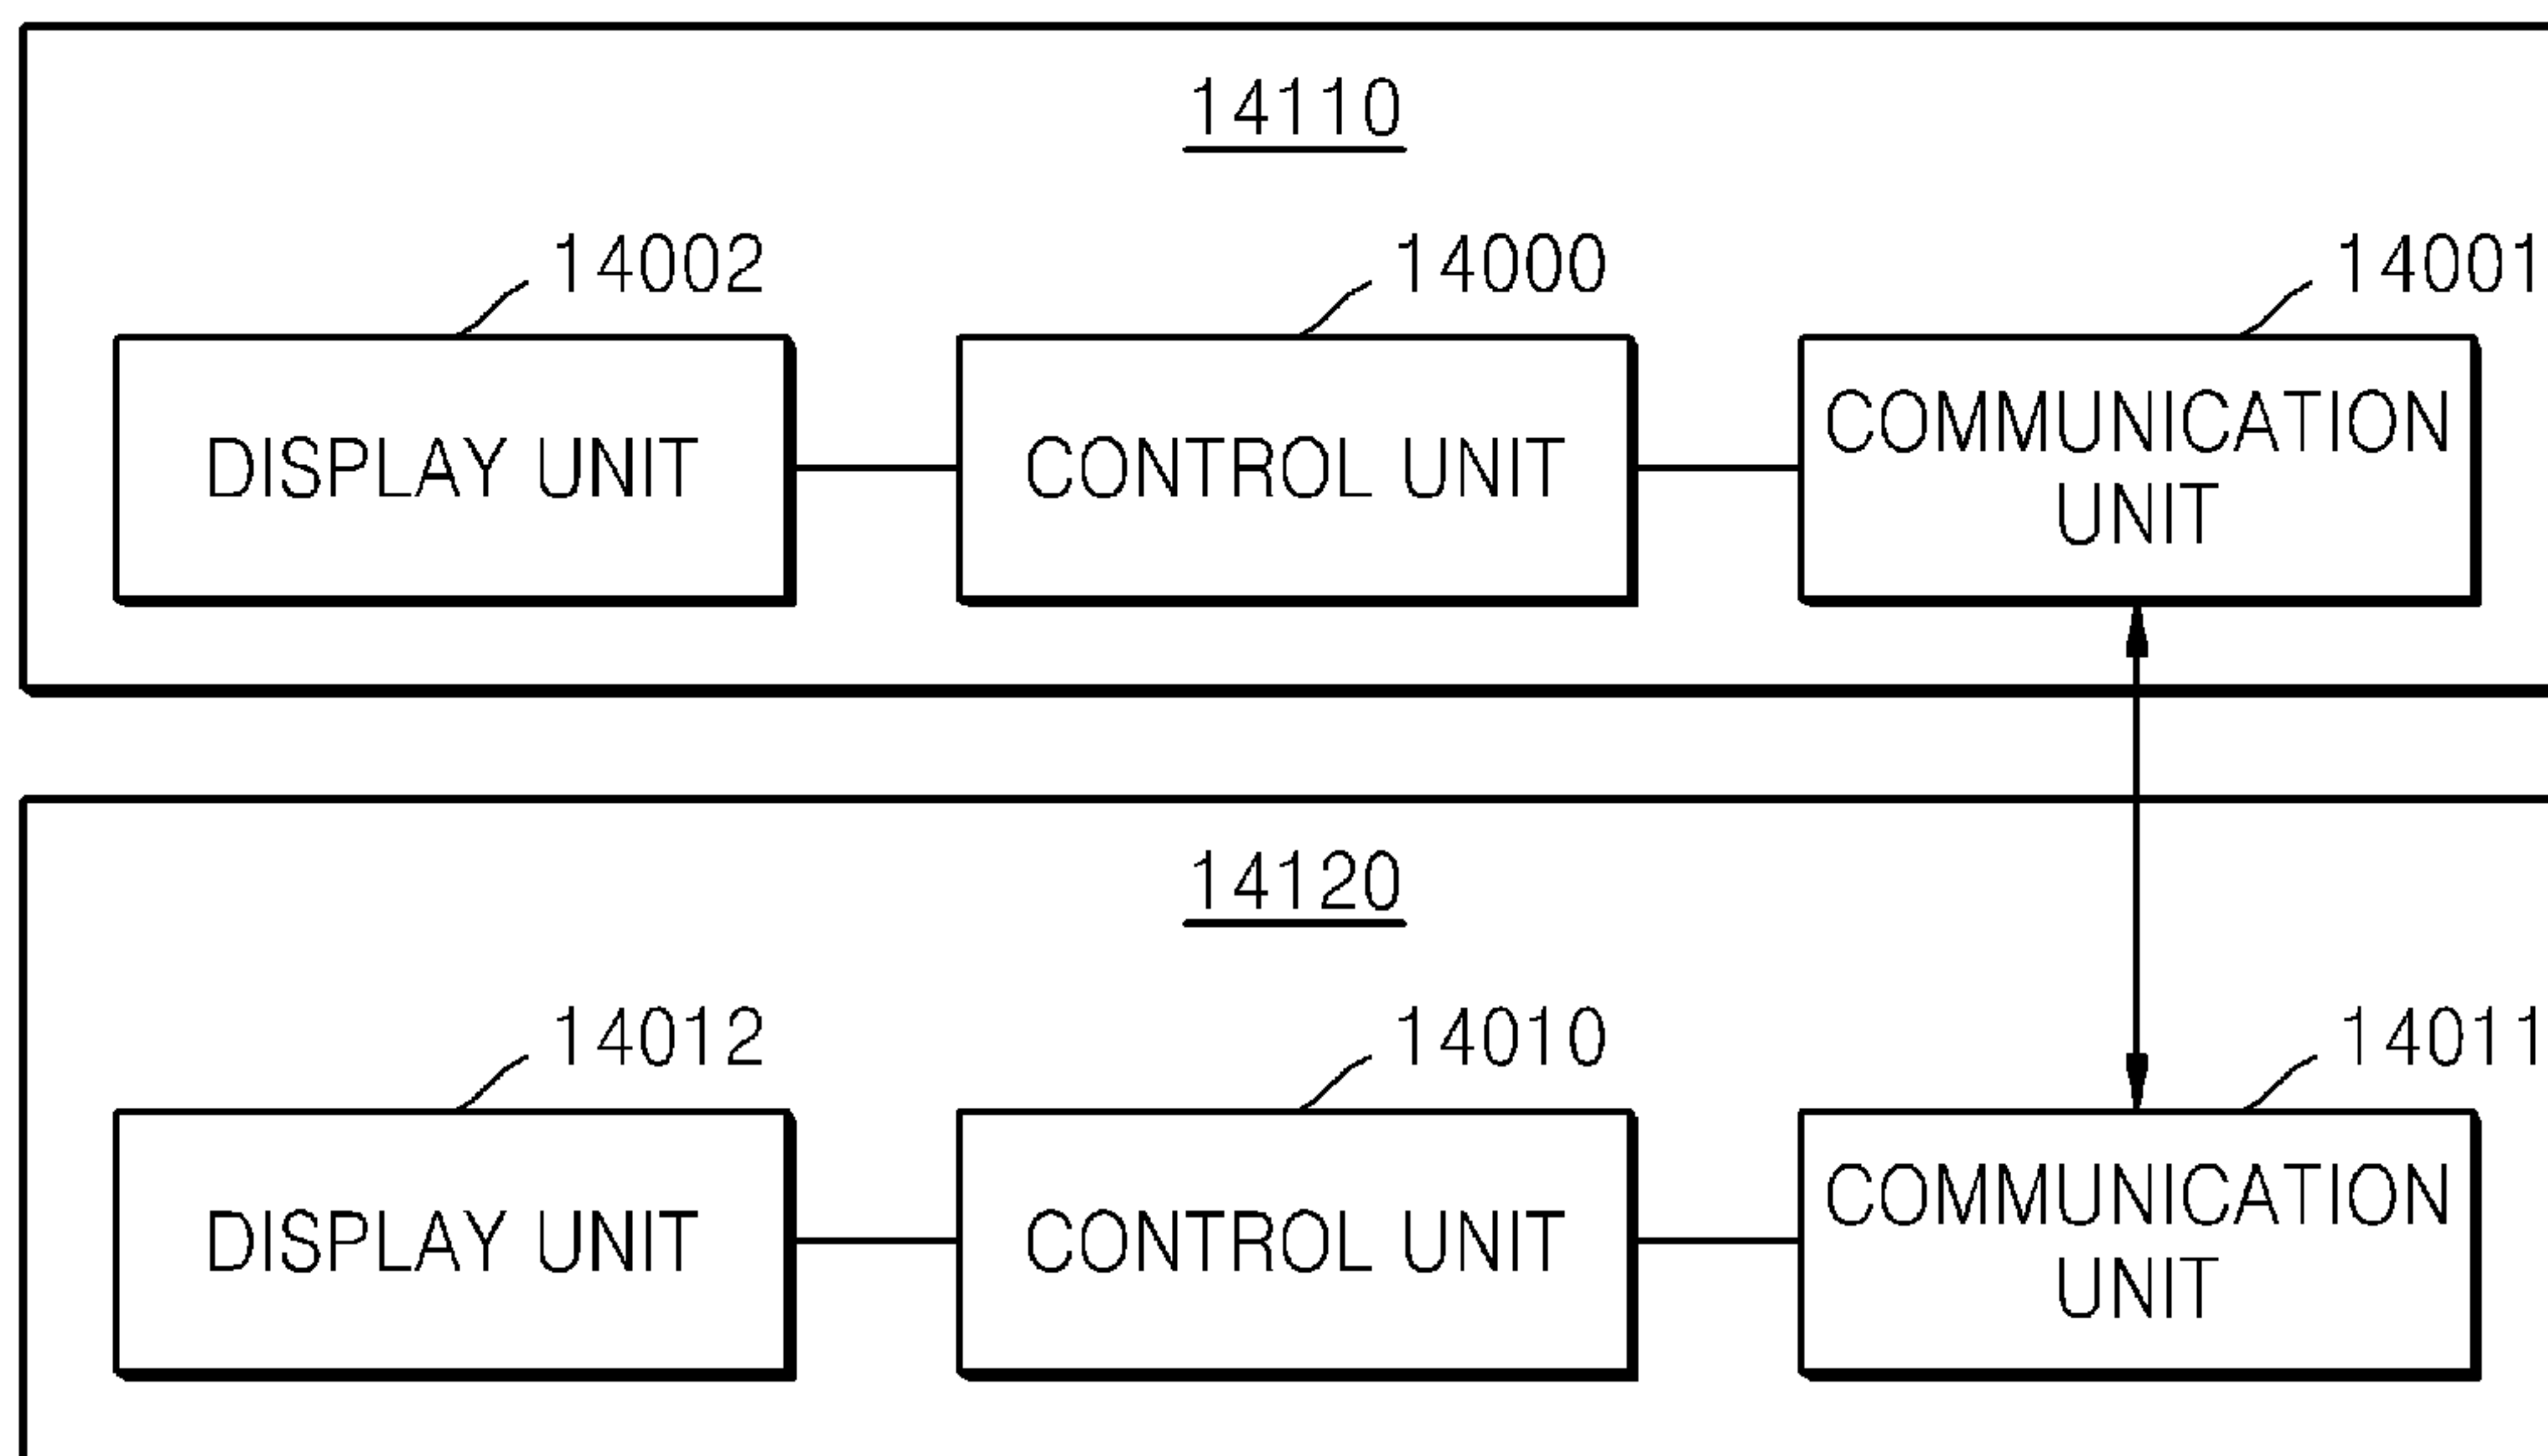 14110
14002
14000
14001
DISPLAY UNIT
CONTROL UNIT
COMMUNICATION
UNIT
14120
14012
14010
14011
DISPLAY UNIT
CONTROL UNIT
COMMUNICATION
UNIT